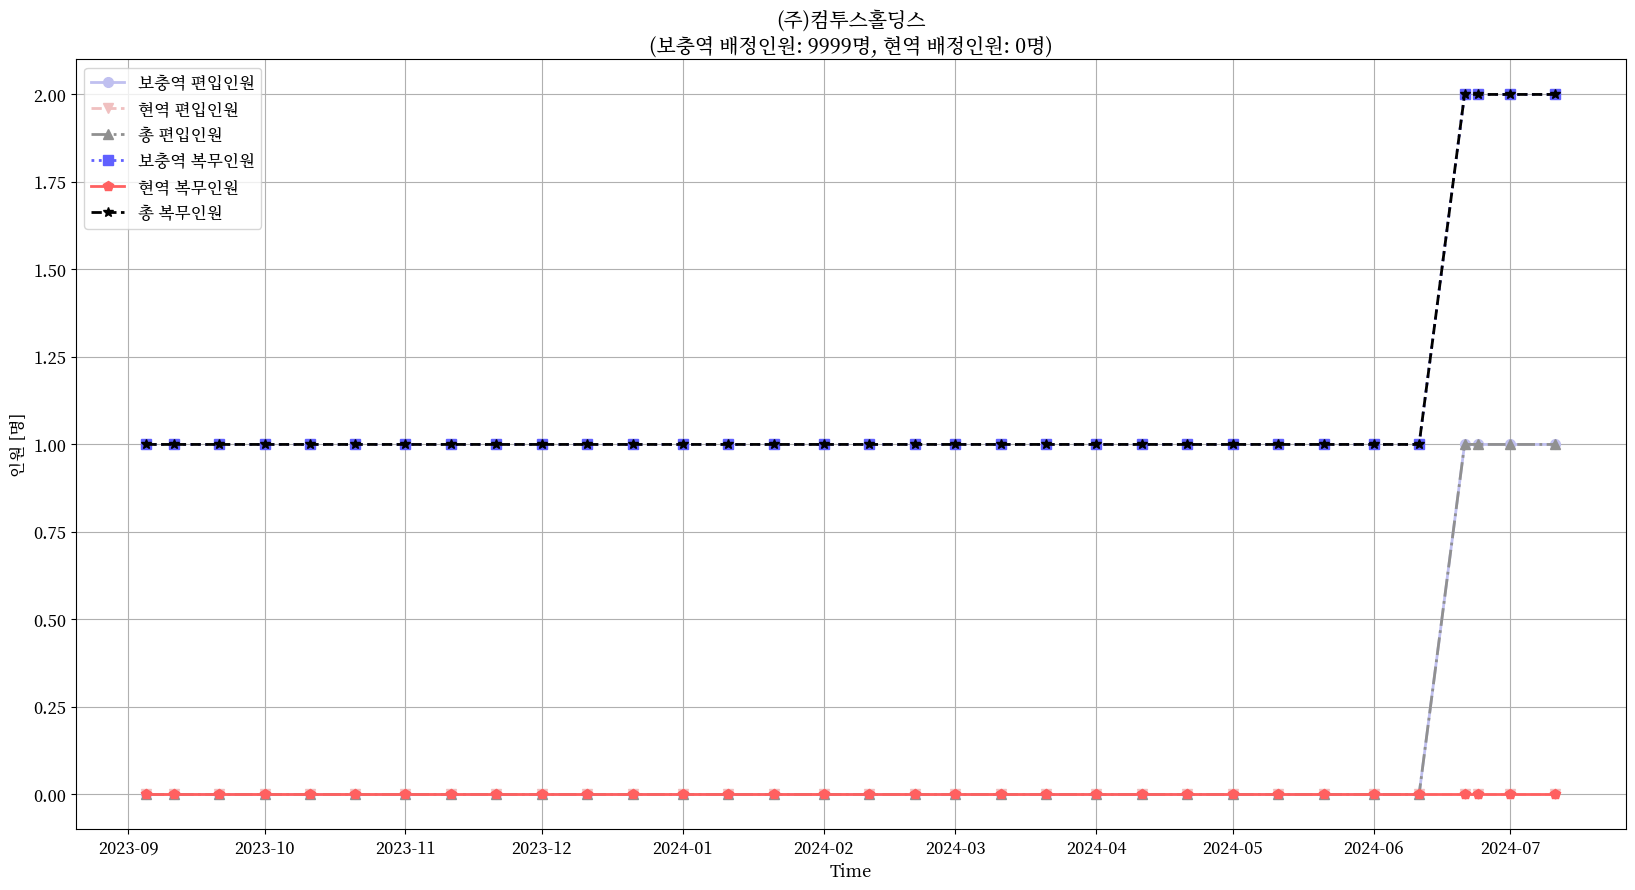 (주)컴투스홀딩스
(보충역 배정인원: 9999명, 현역 배정인원: 0명)
보충역 편입인원
현역 편입인원
총 편입인원
보충역 복무인원
현역 복무인원
총 복무인원
2.00
1.75
1.50
1.25
1.00
0.75
0.50
0.25
0.00
인원 [명]
2023-09 2023-10 2023-11 2023-12 2024-01 2024-02 2024-03 2024-04 2024-05 2024-06 2024-07
Time